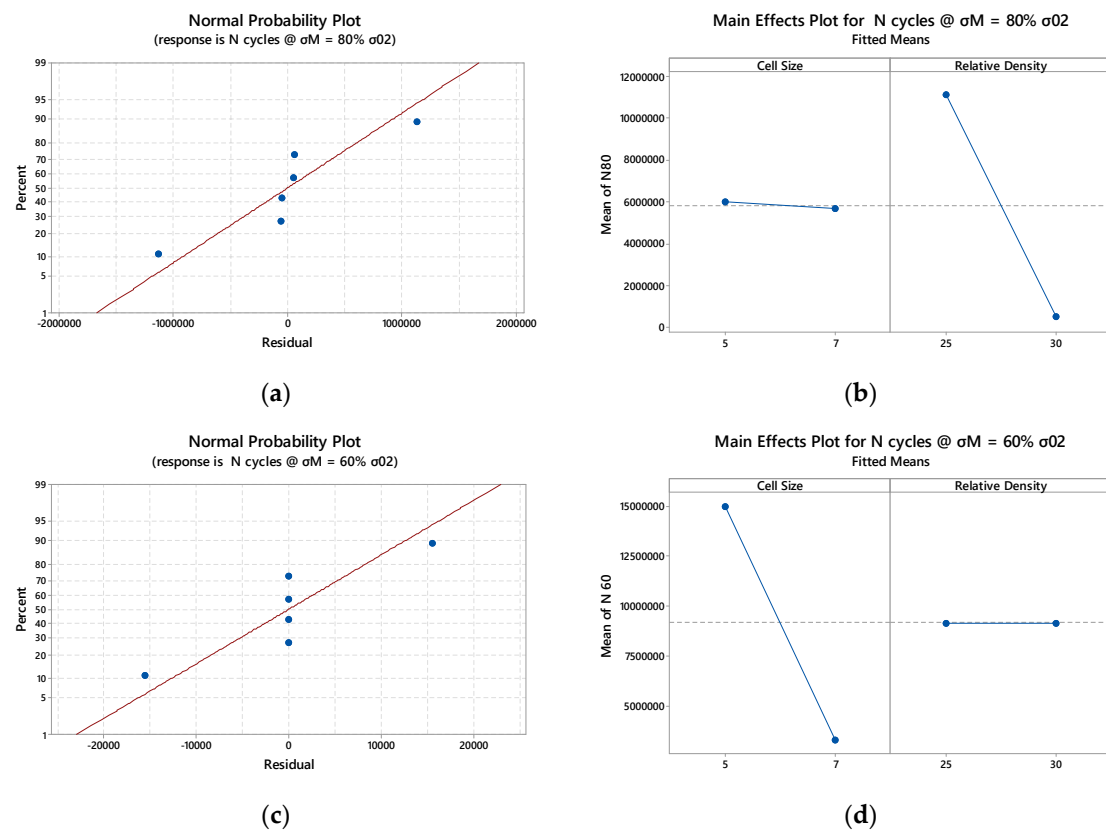 Normal Probability Plot
(response is N cycles @ σM = 80% σ02)
99
95
90
80
70
60
50
40
30
20
10
5
1
Percent
-2000000 -1000000 0 1000000 2000000
Residual
(a)
Main Effects Plot for N cycles @ σM = 80% σ02
Fitted Means
Cell Size Relative Density
12000000
10000000
8000000
6000000
4000000
2000000
0
Mean of N80
5 7 25 30
(b)
Normal Probability Plot
(response is N cycles @ σM = 60% σ02)
99
95
90
80
70
60
50
40
30
20
10
5
1
Percent
-20000 -10000 0 10000 20000
Residual
(c)
Main Effects Plot for N cycles @ σM = 60% σ02
Fitted Means
Cell Size Relative Density
15000000
12500000
10000000
7500000
5000000
Mean of N 60
5 7 25 30
(d)